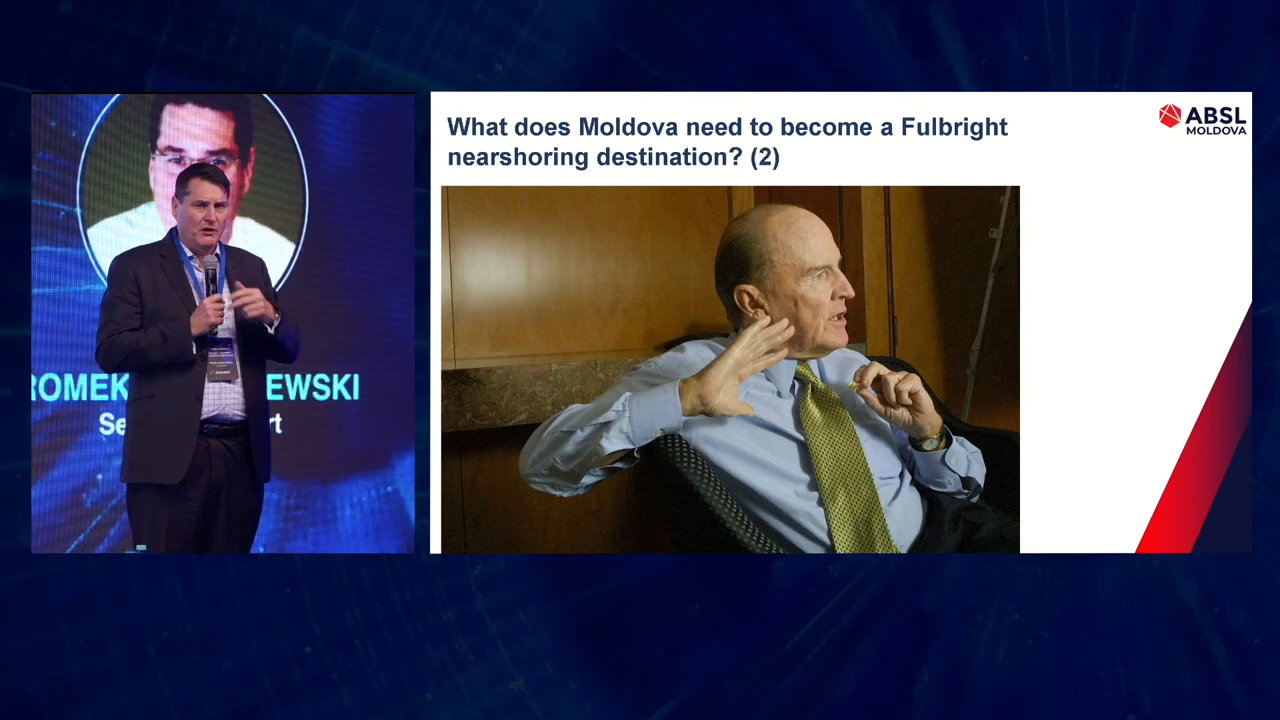 ROMEK EWSKI
Se rt
What does Moldova need to become a Fulbright
nearshoring destination? (2)
ABSL
MOLDOVA